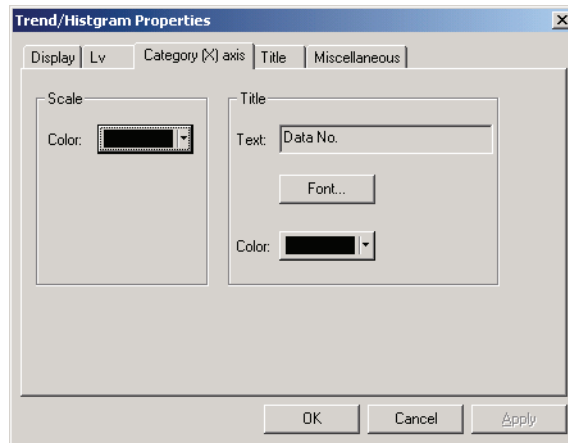 Trend/Histgram Properties
Display Lv Category (X) axis Title Miscellaneous
Scale
Color:
Title
Text: Data No.
Font...
Color:
OK Cancel Apply